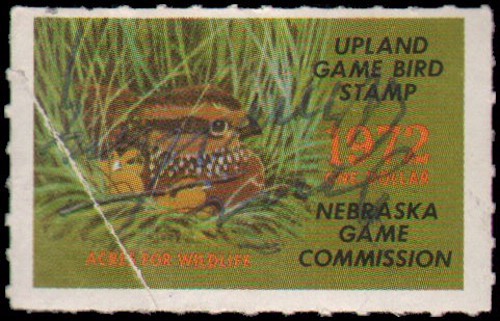 UPLAND
GAME BIRD
STAMP
1972
ONE DOLLAR
NEBRASKA
GAME
COMMISSION
ACRES FOR WILDLIFE